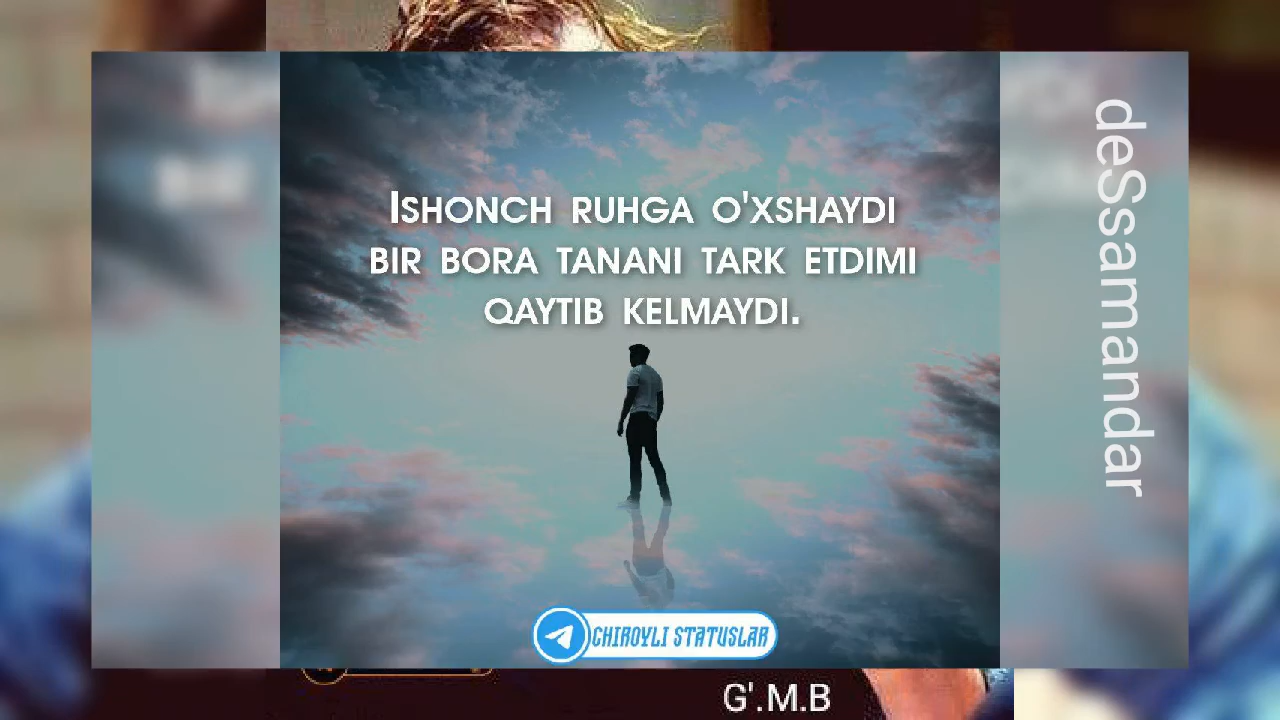 ISHONCH RUHGA O'XSHAYDI
BIR BORA TANANI TARK ETDIMI
QAYTIB KELMAYDI.
deSsamandar
CHIROYLI STATUSLAR
G'.M.B